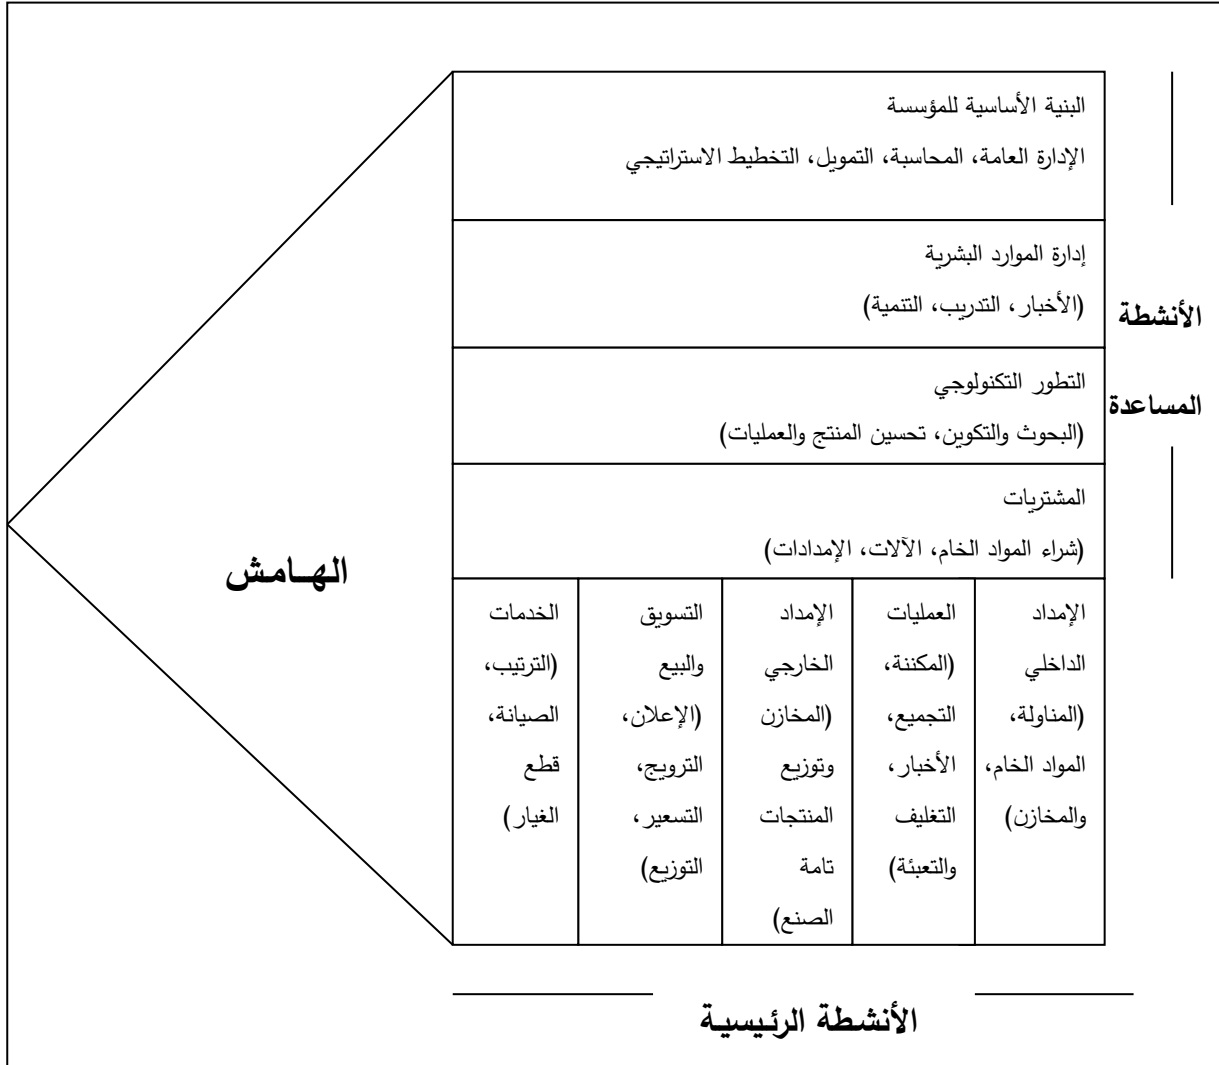 البنية الأساسية للمؤسسة
الإدارة العامة، المحاسبة، التمويل، التخطيط الاستراتيجي
إدارة الموارد البشرية
(الأخبار، التدريب، التنمية)
التطور التكنولوجي
(البحوث والتكوين، تحسين المنتج والعمليات)
المشتريات
(شراء المواد الخام، الآلات، الإمدادات)
الأنشطة
المساعدة
الإمداد
الداخلي
(المناولة،
المواد الخام،
والمخازن)
العمليات
(المكننة،
التجميع،
الأخبار،
التغليف
والتعبئة)
الإمداد
الخارجي
(المخازن
وتوزيع
المنتجات
تامة
الصنع)
التسويق
والبيع
(الإعلان،
الترويج،
التسعير،
التوزيع)
الخدمات
(الترتيب،
الصيانة،
قطع
الغيار)
الهـامـش
الأنشطة الرئيسية